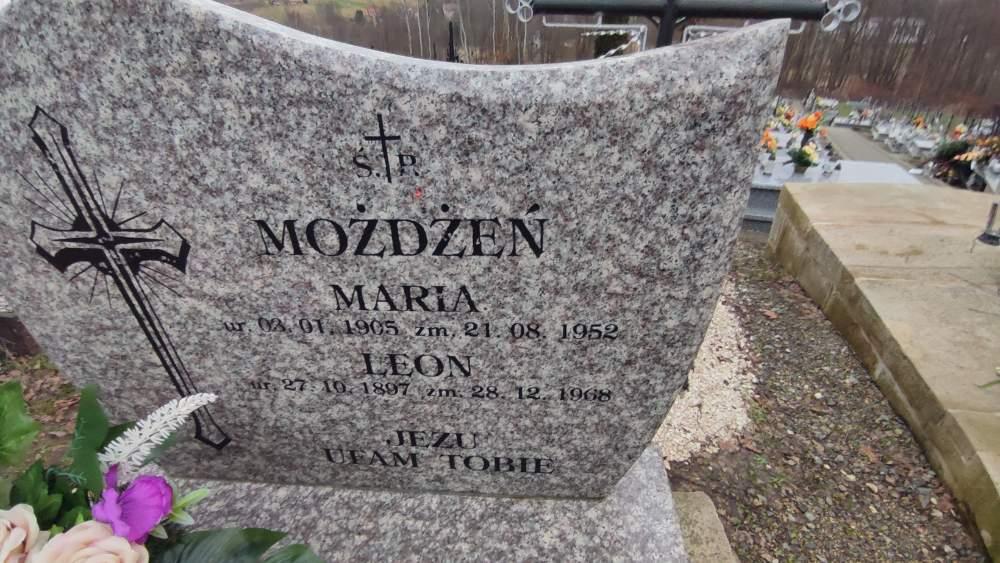 Ś.P.
MOŻDŻEŃ
MARIA
ur. 03. 01. 1905 zm. 21. 08. 1952
LEON
ur. 27. 10. 1897 zm. 28. 12. 1968
JEZU
UFAM TOBIE